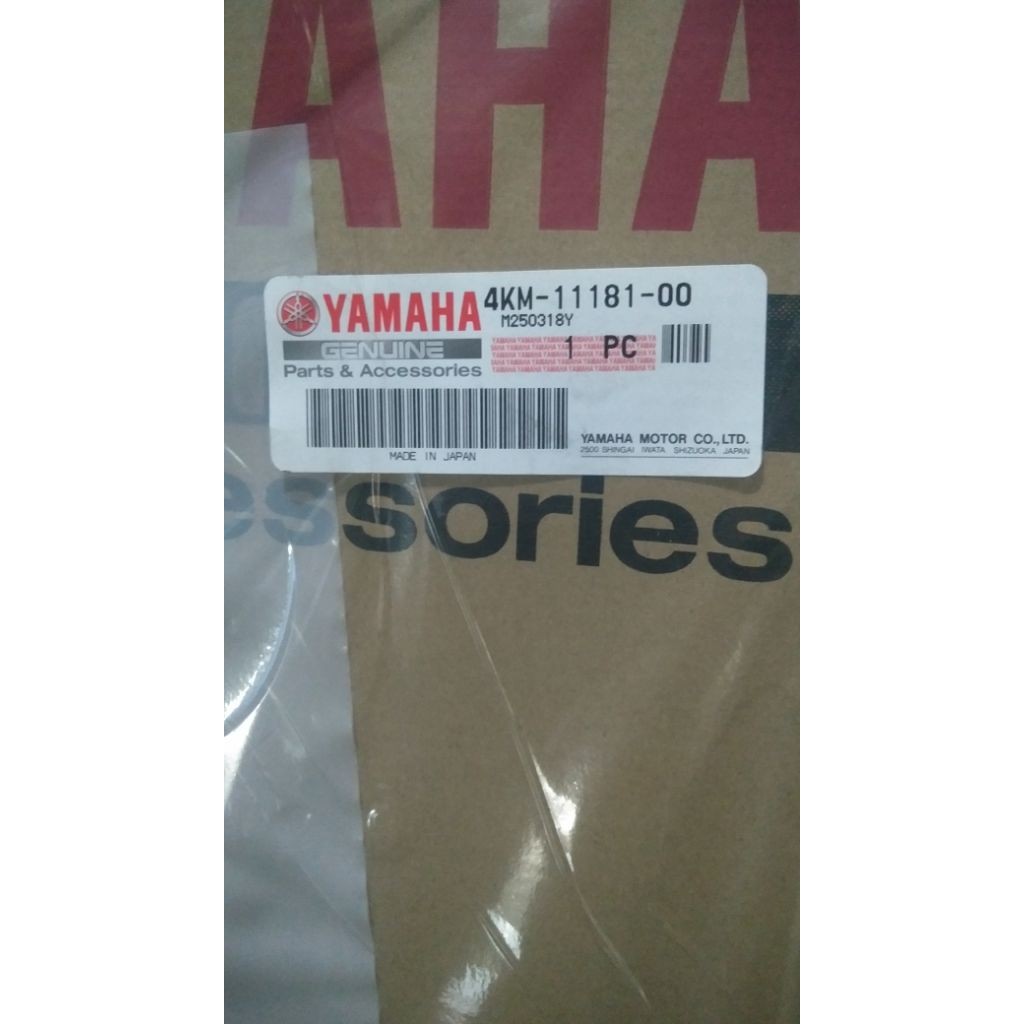 AHA
YAMAHA 4KM-11181-00
M250318Y
GENUINE 1 PC
Parts & Accessories
YAMAHA MOTOR CO.,LTD.
2500 SHINGAI IWATA SHIZUOKA JAPAN
MADE IN JAPAN
essories